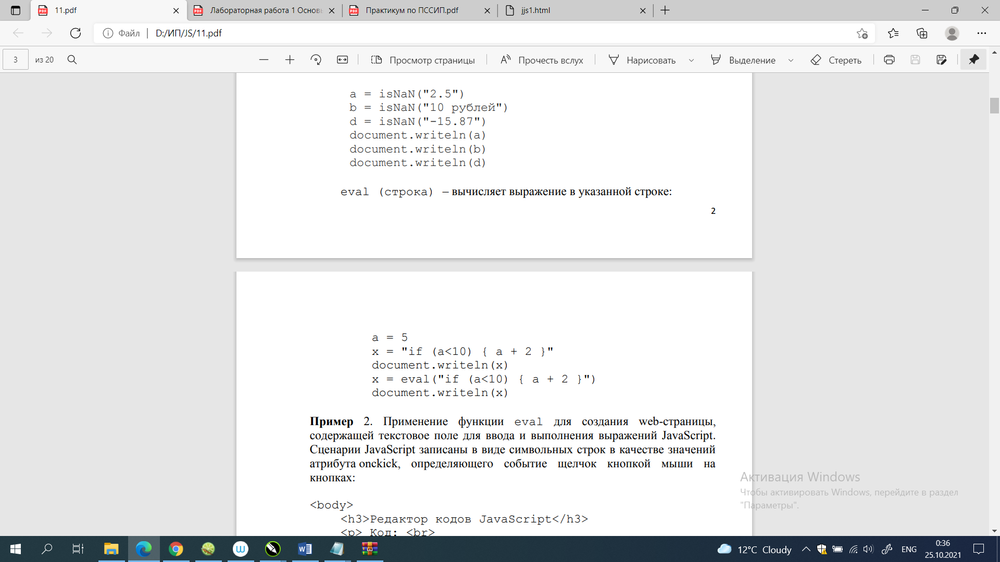 11.pdf
Лабораторная работа 1 Основы
Практикум по ПССИП.pdf
jjs1.html
Файл
D:/ИП/JS/11.pdf
3
из 20
Просмотр страницы
Прочесть вслух
Нарисовать
Выделение
Стереть
a = isNaN("2.5")
b = isNaN("10 рублей")
d = isNaN("-15.87")
document.writeln(a)
document.writeln(b)
document.writeln(d)
eval (строка) – вычисляет выражение в указанной строке:
2
a = 5
x = "if (a<10) { a + 2 }"
document.writeln(x)
x = eval("if (a<10) { a + 2 }")
document.writeln(x)
Пример 2. Применение функции eval для создания web-страницы,
содержащей текстовое поле для ввода и выполнения выражений JavaScript.
Сценарии JavaScript записаны в виде символьных строк в качестве значений
атрибута onckick, определяющего событие щелчок кнопкой мыши на
кнопках:
<body>
<h3>Редактор кодов JavaScript</h3>
<p> Код: <br>
Активация Windows
Чтобы активировать Windows, перейдите в раздел
"Параметры".
12°C Cloudy
ENG
0:36
25.10.2021